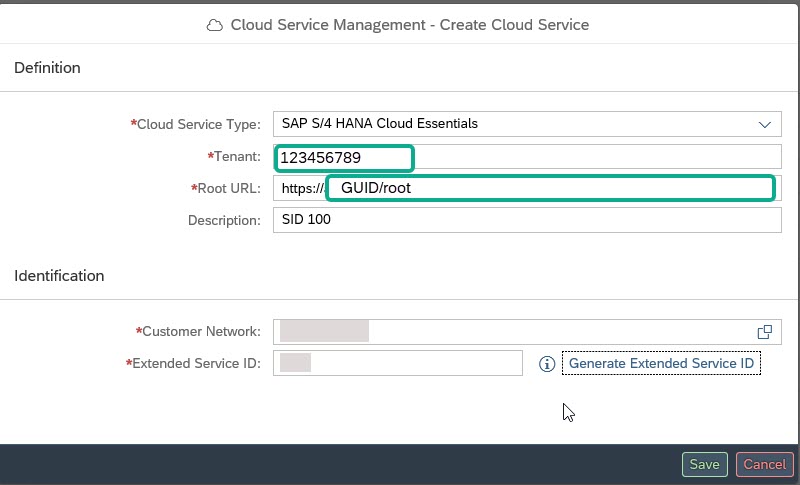 Cloud Service Management - Create Cloud Service
Definition
*Cloud Service Type: SAP S/4 HANA Cloud Essentials
*Tenant: 123456789
*Root URL: https:// GUID/root
Description: SID 100
Identification
*Customer Network:
*Extended Service ID: Generate Extended Service ID
Save Cancel